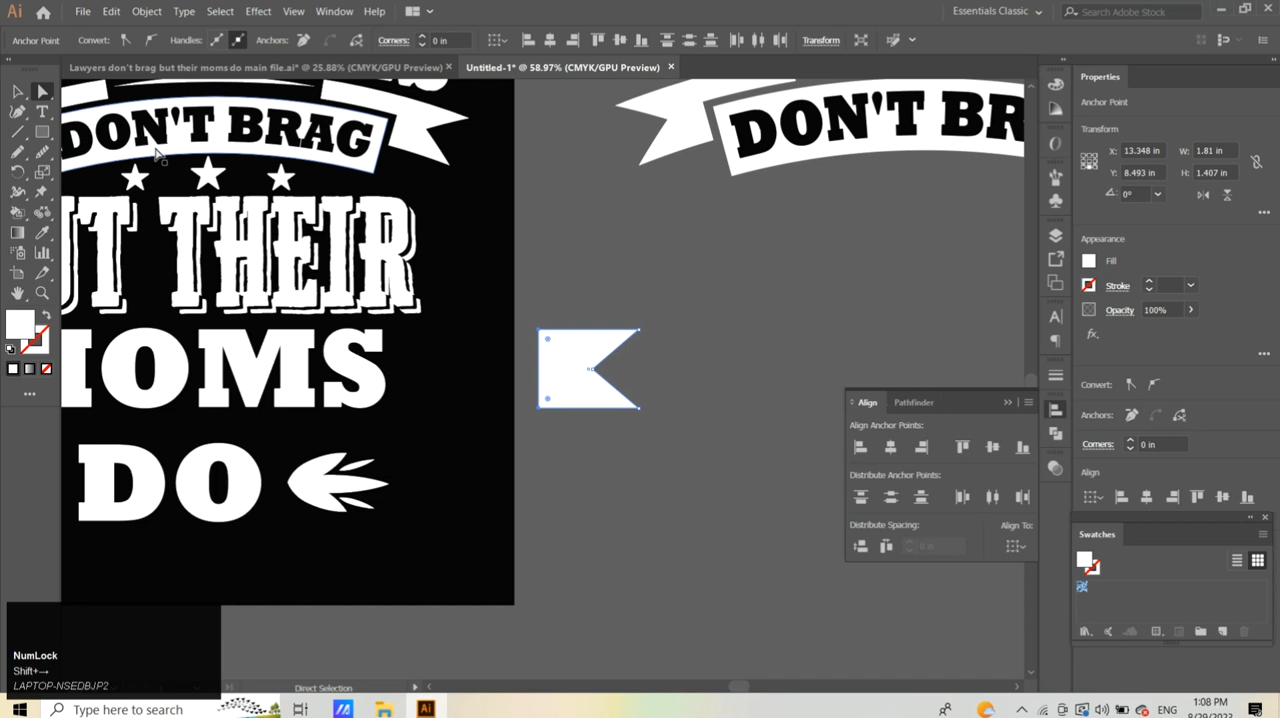 Ai File Edit Object Type Select Effect View Window Help Essentials Classic Search Adobe Stock
Anchor Point Convert: Handles: Anchors: Corners: 0 in Transform
Lawyers don't brag but their moms do main file.ai* @ 25.88% (CMYK/GPU Preview) × Untitled-1* @ 58.97% (CMYK/GPU Preview) ×
Properties
Anchor Point
Transform
X: 13.348 in W: 1.81 in
Y: 8.493 in H: 1.407 in
0°
Appearance
Fill
Stroke
Opacity 100%
fx.
Convert:
Anchors:
Corners: 0 in
Align
DON'T BRAG
DON'T BR
UT THEIR
MOMS
DO
Align Pathfinder
Align Anchor Points:
Distribute Anchor Points:
Distribute Spacing: Align To:
0 in
Swatches
NumLock
Shift+→
LAPTOP-NSEDBJP2
Direct Selection
Type here to search
Ai
ENG
1:08 PM